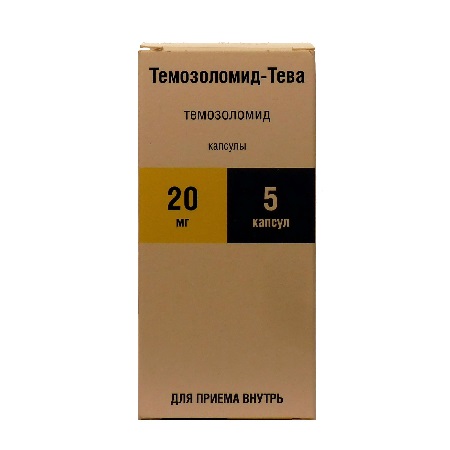 Темозоломид-Тева
темозоломид
капсулы
20 5
мг капсул
ДЛЯ ПРИЕМА ВНУТРЬ